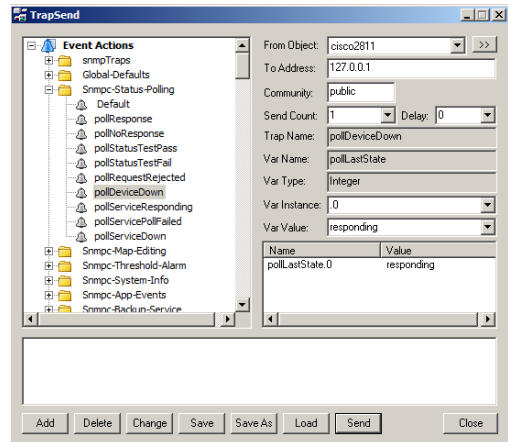 TrapSend
Event Actions
snmpTraps
Global-Defaults
Snmpc-Status-Polling
Default
pollResponse
pollNoResponse
pollStatusTestPass
pollStatusTestFail
pollRequestRejected
pollDeviceDown
pollServiceResponding
pollServicePollFailed
pollServiceDown
Snmpc-Map-Editing
Snmpc-Threshold-Alarm
Snmpc-System-Info
Snmpc-App-Events
Snmpc-Backup-Service
From Object: cisco2811 >>
To Address: 127.0.0.1
Community: public
Send Count: 1 Delay: 0
Trap Name: pollDeviceDown
Var Name: pollLastState
Var Type: Integer
Var Instance: .0
Var Value: responding
Name Value
pollLastState.0 responding
Add Delete Change Save Save As Load Send Close